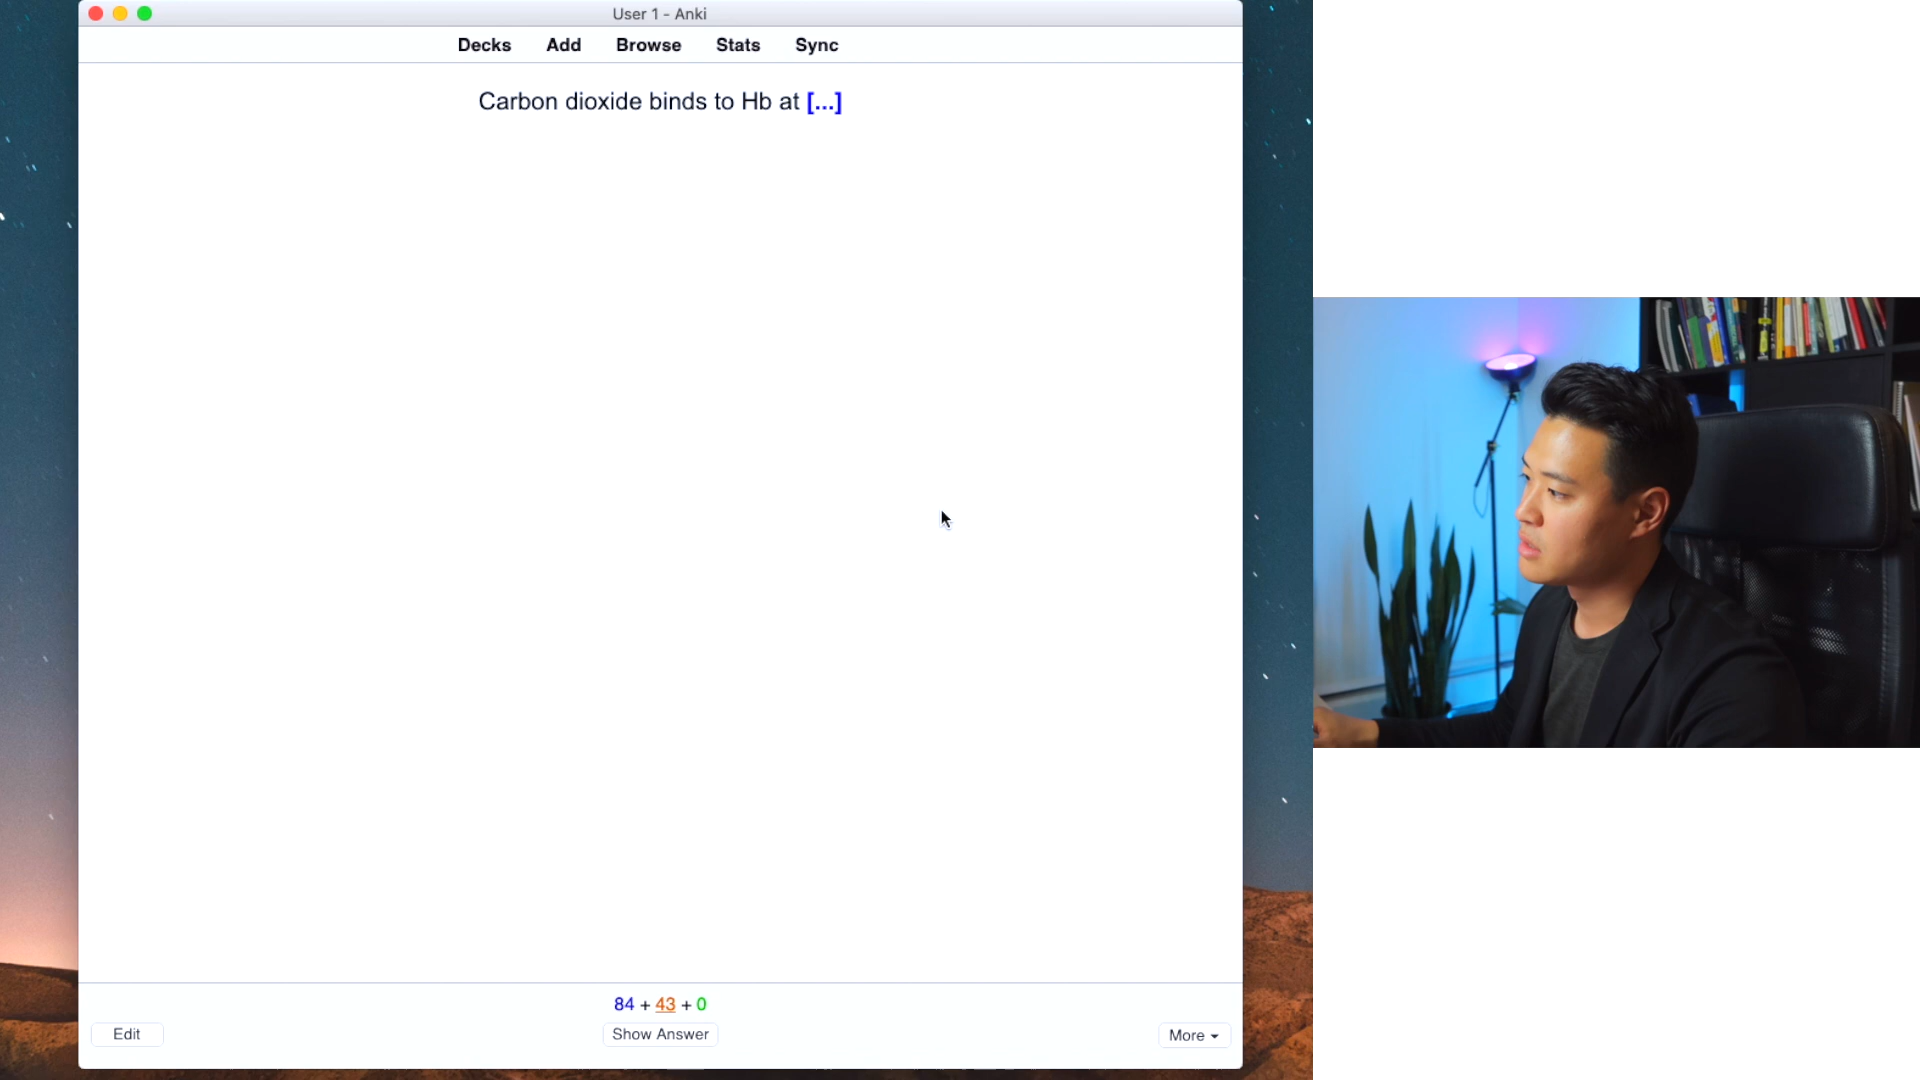 User 1 - Anki
Decks Add Browse Stats Sync
Carbon dioxide binds to Hb at [...]
84 + 43 + 0
Edit Show Answer More